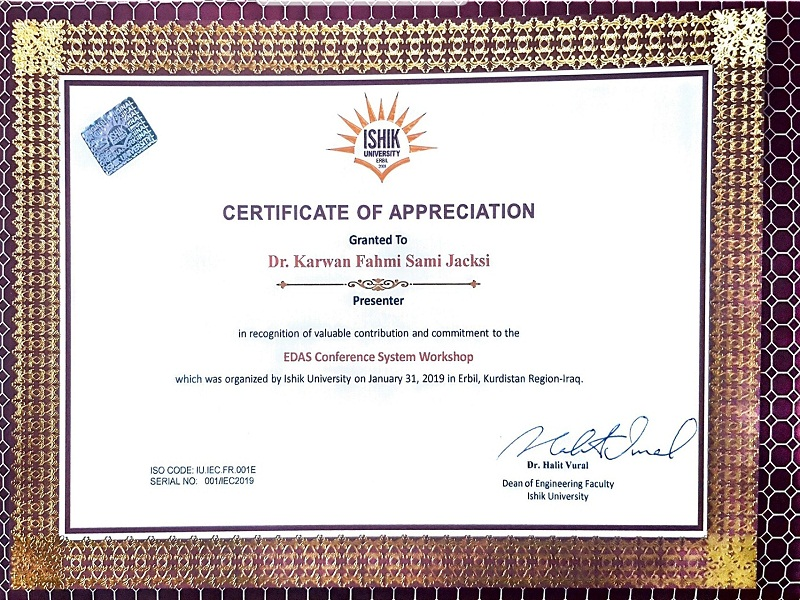 ISHIK
UNIVERSITY
ERBIL
2008
CERTIFICATE OF APPRECIATION
Granted To
Dr. Karwan Fahmi Sami Jacksi
Presenter
in recognition of valuable contribution and commitment to the
EDAS Conference System Workshop
which was organized by Ishik University on January 31, 2019 in Erbil, Kurdistan Region-Iraq.
ISO CODE: IU.IEC.FR.001E
SERIAL NO: 001/IEC2019
Dr. Halit Vural
Dean of Engineering Faculty
Ishik University